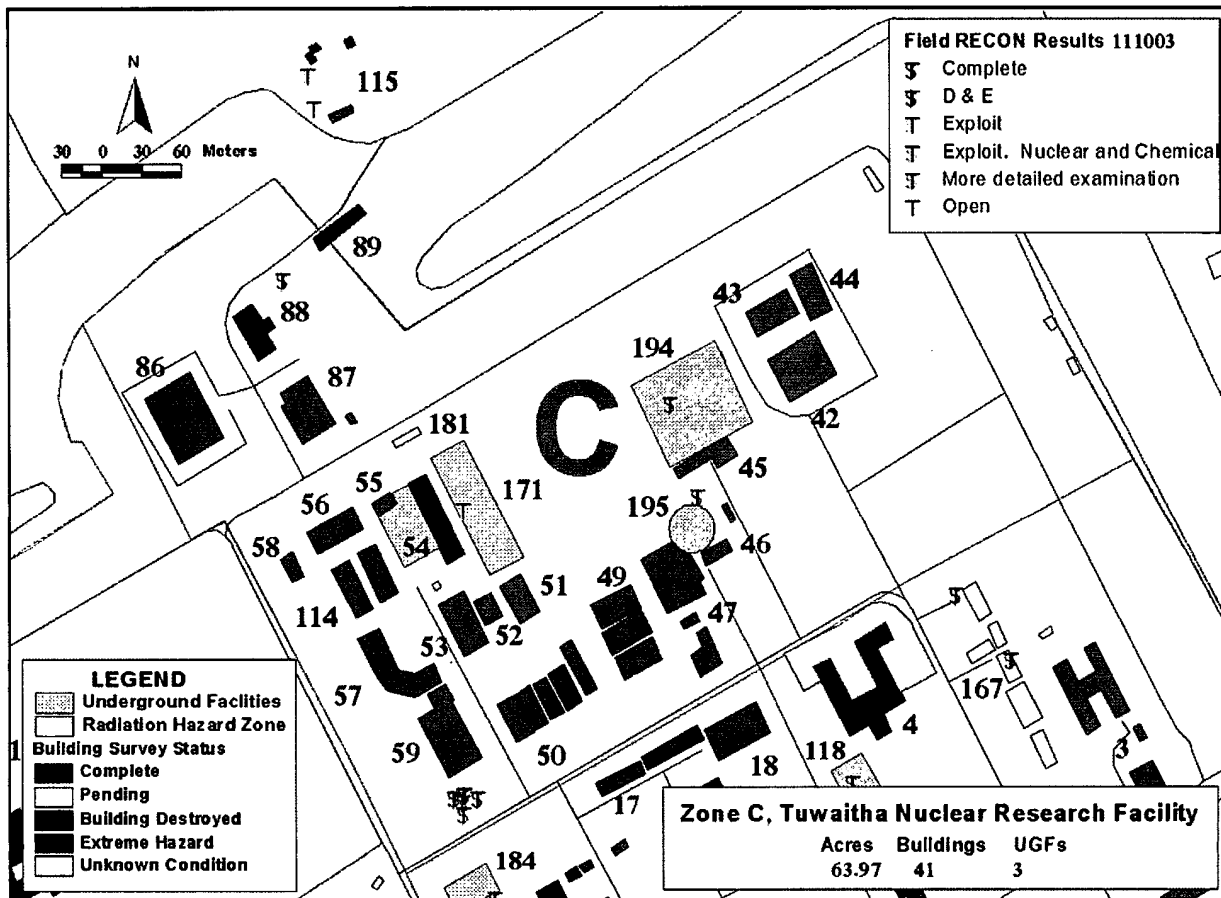 Field RECON Results 111003
Complete
D & E
Exploit
Exploit. Nuclear and Chemical
More detailed examination
Open
N
30 0 30 60 Meters
115
89
88
86
87
181
171
C
194
43
44
42
45
195
46
55
56
58
54
114
53
52
51
49
47
57
59
50
17
18
118
4
167
3
184
1
LEGEND
Underground Facilities
Radiation Hazard Zone
Building Survey Status
Complete
Pending
Building Destroyed
Extreme Hazard
Unknown Condition
Zone C, Tuwaitha Nuclear Research Facility
Acres Buildings UGFs
63.97 41 3